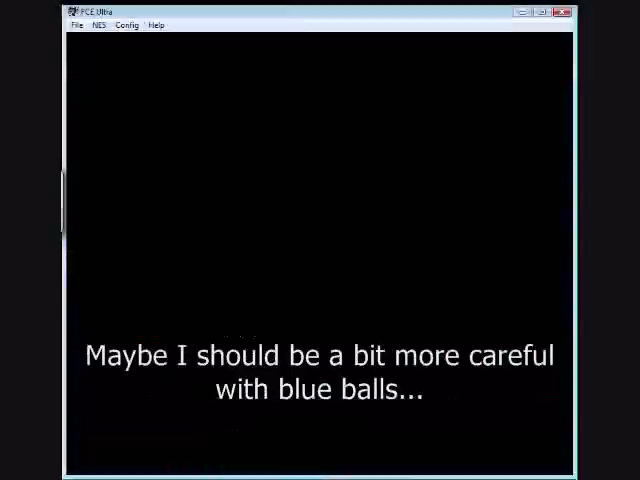 FCE Ultra
File NES Config Help
Maybe I should be a bit more careful
with blue balls...